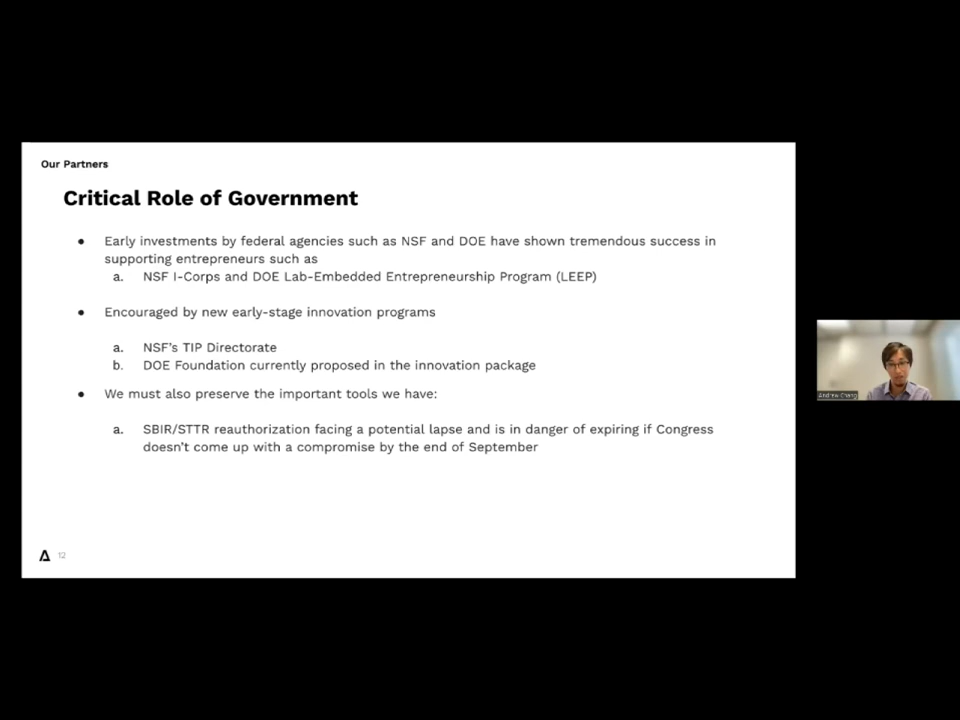 Our Partners
Critical Role of Government
● Early investments by federal agencies such as NSF and DOE have shown tremendous success in
supporting entrepreneurs such as
a. NSF I-Corps and DOE Lab-Embedded Entrepreneurship Program (LEEP)
● Encouraged by new early-stage innovation programs
a. NSF's TIP Directorate
b. DOE Foundation currently proposed in the innovation package
● We must also preserve the important tools we have:
a. SBIR/STTR reauthorization facing a potential lapse and is in danger of expiring if Congress
doesn't come up with a compromise by the end of September
12
Andrew Chang